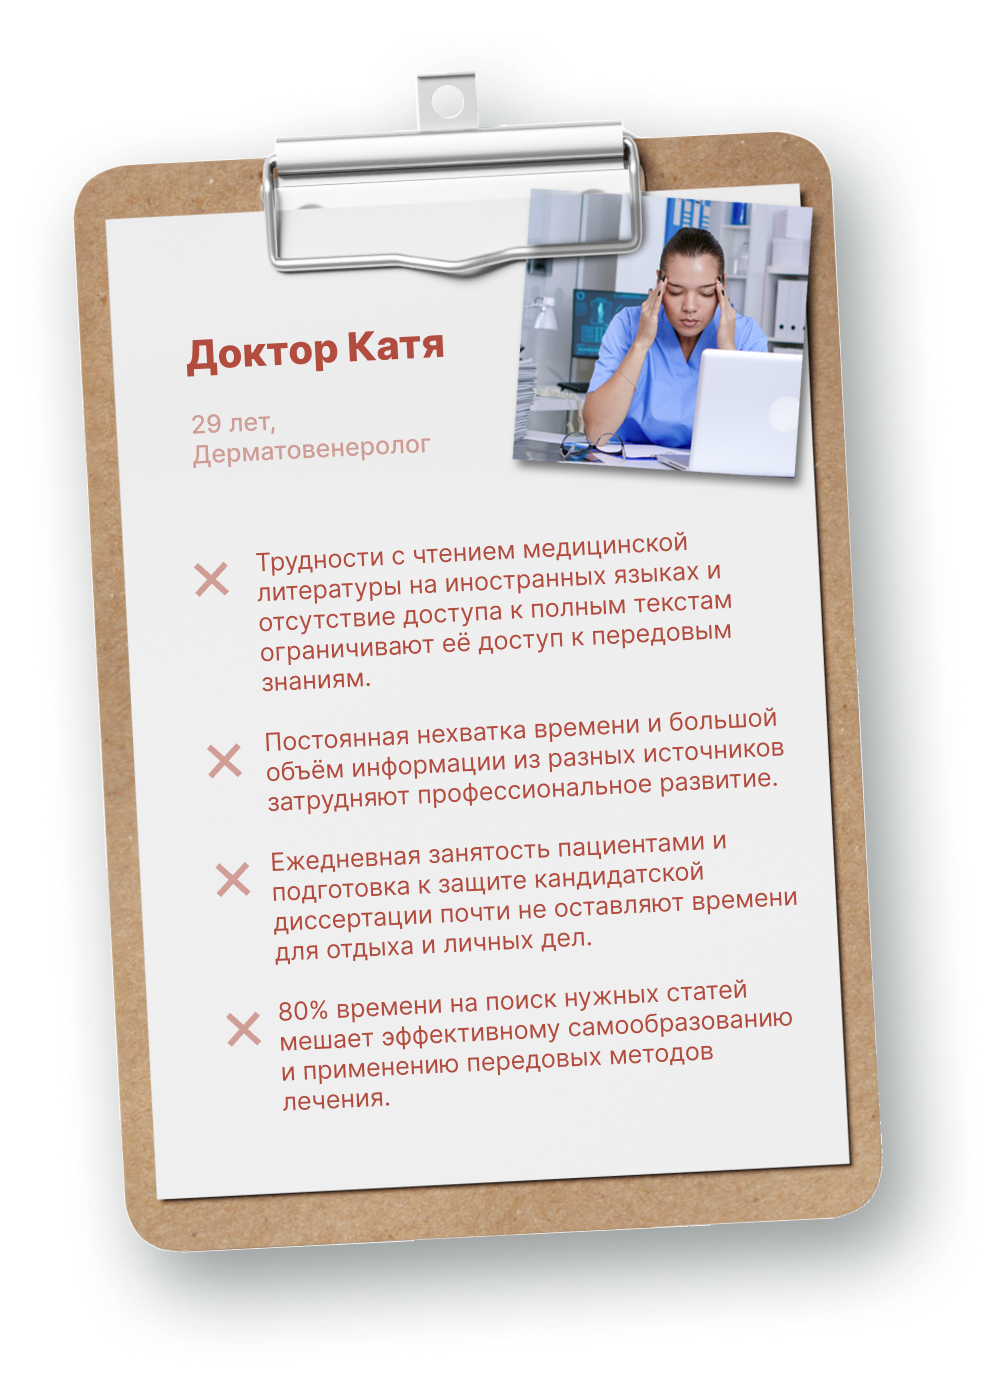 Доктор Катя
29 лет,
Дерматовенеролог
Трудности с чтением медицинской
литературы на иностранных языках и
отсутствие доступа к полным текстам
ограничивают её доступ к передовым
знаниям.
Постоянная нехватка времени и большой
объём информации из разных источников
затрудняют профессиональное развитие.
Ежедневная занятость пациентами и
подготовка к защите кандидатской
диссертации почти не оставляют времени
для отдыха и личных дел.
80% времени на поиск нужных статей
мешает эффективному самообразованию
и применению передовых методов
лечения.